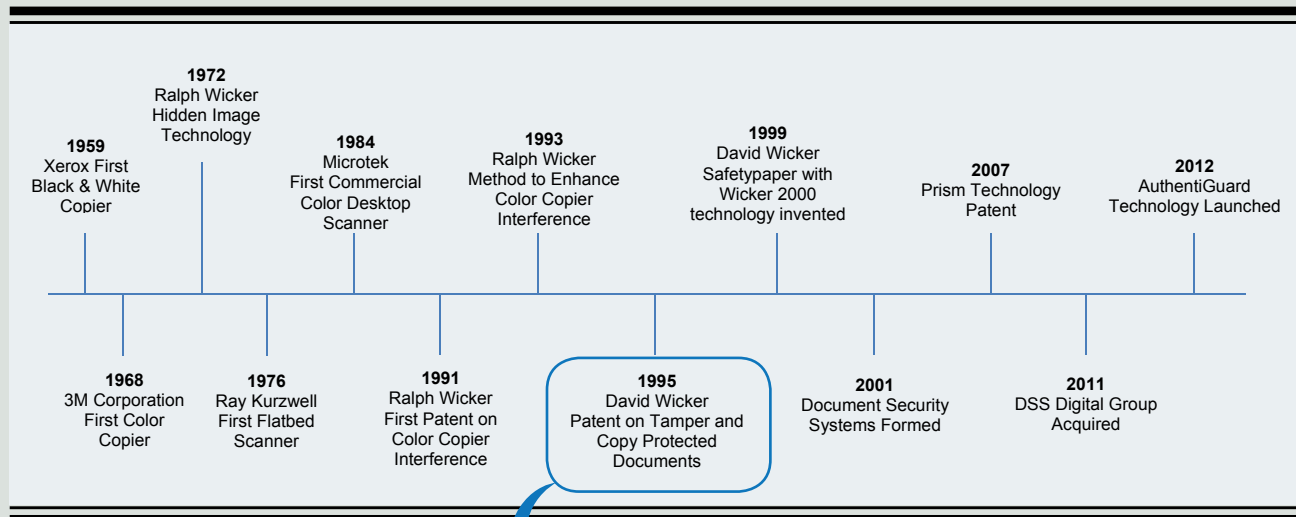 1959
Xerox First
Black & White
Copier
1968
3M Corporation
First Color
Copier
1972
Ralph Wicker
Hidden Image
Technology
1976
Ray Kurzwell
First Flatbed
Scanner
1984
Microtek
First Commercial
Color Desktop
Scanner
1991
Ralph Wicker
First Patent on
Color Copier
Interference
1993
Ralph Wicker
Method to Enhance
Color Copier
Interference
1995
David Wicker
Patent on Tamper and
Copy Protected
Documents
1999
David Wicker
Safetypaper with
Wicker 2000
technology invented
2001
Document Security
Systems Formed
2007
Prism Technology
Patent
2011
DSS Digital Group
Acquired
2012
AuthentiGuard
Technology Launched